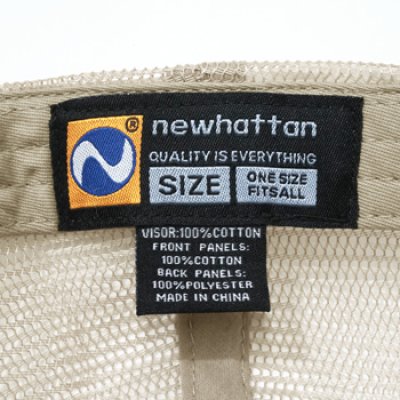 ® newhattan
QUALITY IS EVERYTHING
SIZE ONE SIZE
FITS ALL
VISOR:100%COTTON
FRONT PANELS:
100%COTTON
BACK PANELS:
100%POLYESTER
MADE IN CHINA